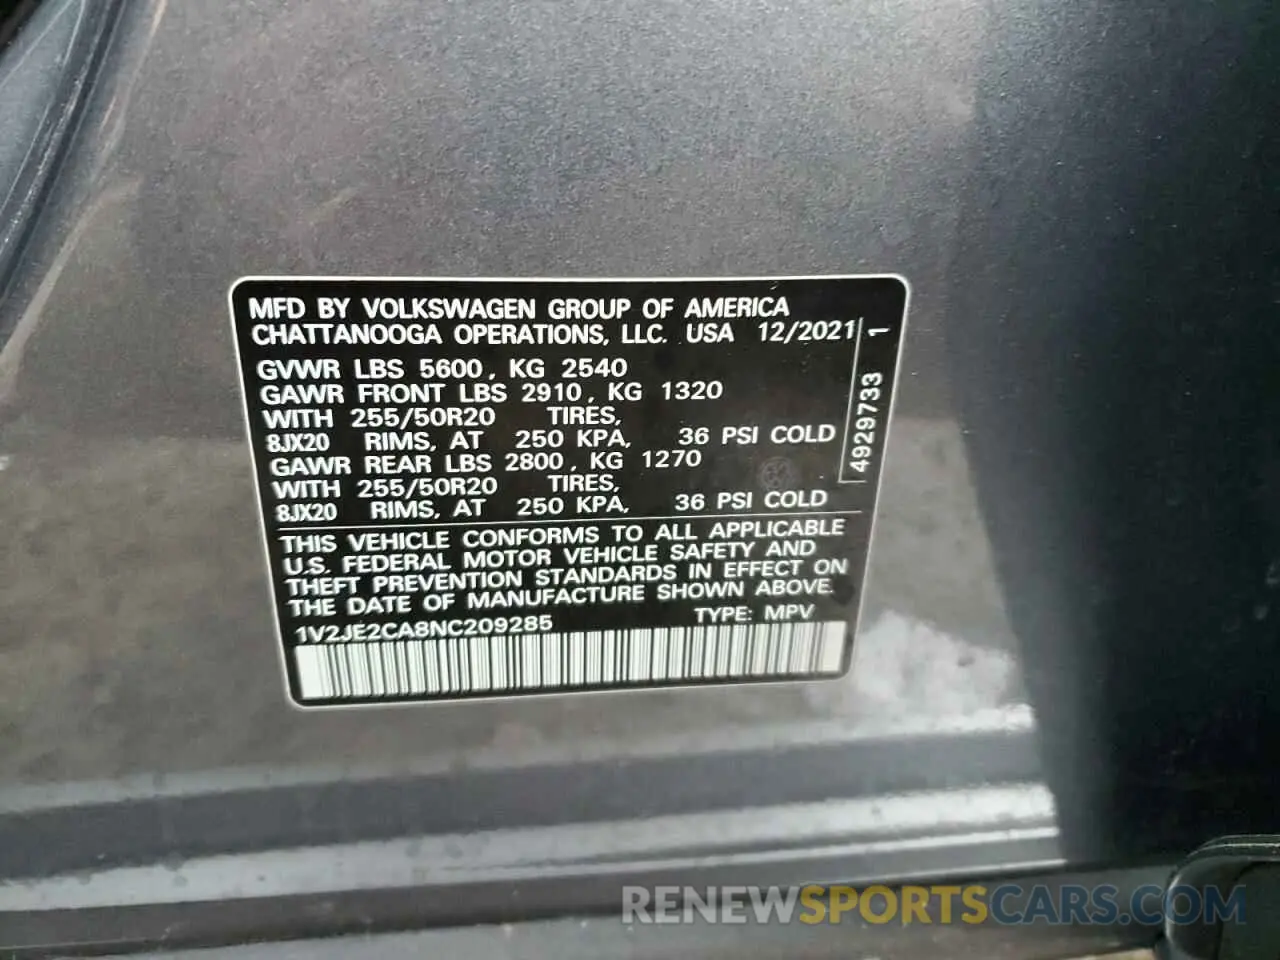 MFD BY VOLKSWAGEN GROUP OF AMERICA
CHATTANOOGA OPERATIONS, LLC. USA 12/2021
GVWR LBS 5600, KG 2540
GAWR FRONT LBS 2910, KG 1320
WITH 255/50R20 TIRES,
8JX20 RIMS, AT 250 KPA, 36 PSI COLD
GAWR REAR LBS 2800, KG 1270
WITH 255/50R20 TIRES,
8JX20 RIMS, AT 250 KPA, 36 PSI COLD
4929733 1
THIS VEHICLE CONFORMS TO ALL APPLICABLE
U.S. FEDERAL MOTOR VEHICLE SAFETY AND
THEFT PREVENTION STANDARDS IN EFFECT ON
THE DATE OF MANUFACTURE SHOWN ABOVE.
1V2JE2CA8NC209285 TYPE: MPV
RENEWSPORTSCARS.COM